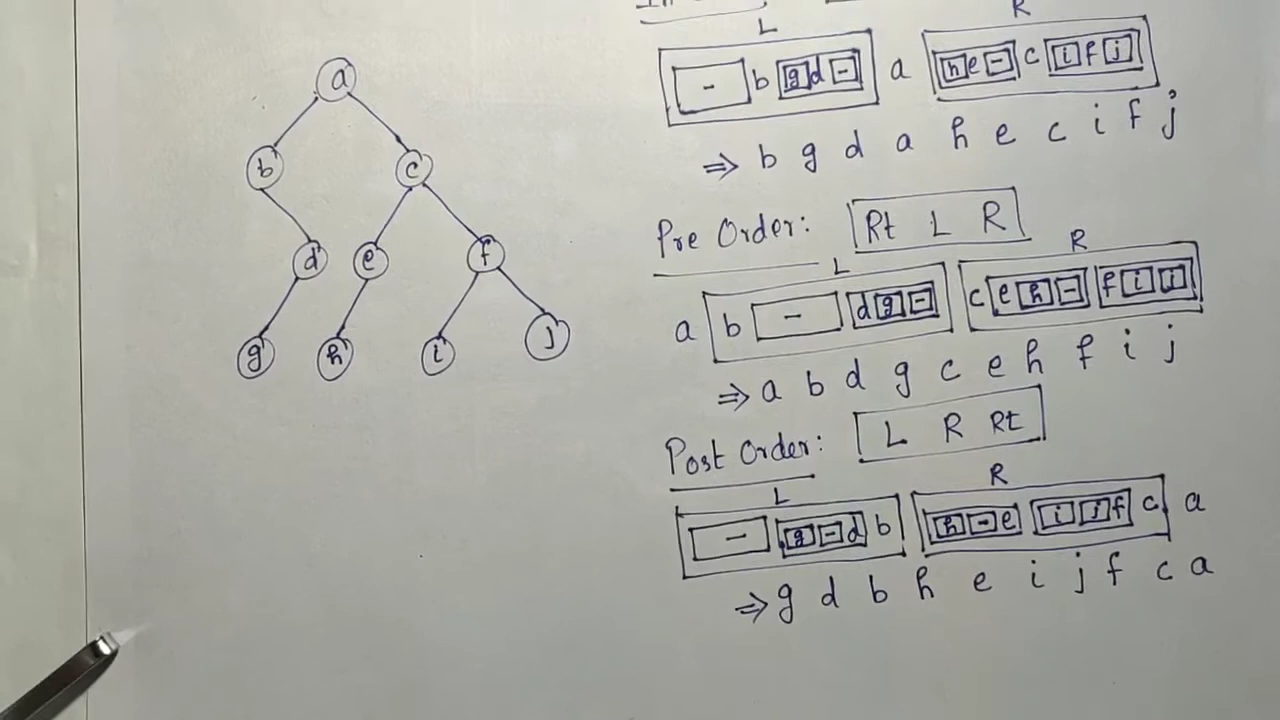 a
b c
d e f
g h i j
L R
- b g d - a h e - c i f j
⇒ b g d a h e c i f j
Pre Order: Rt L R
L R
a b - d g - c e h - f i j
⇒ a b d g c e h f i j
Post Order: L R Rt
L R
- g - d b h - e i j f c a
⇒ g d b h e i j f c a